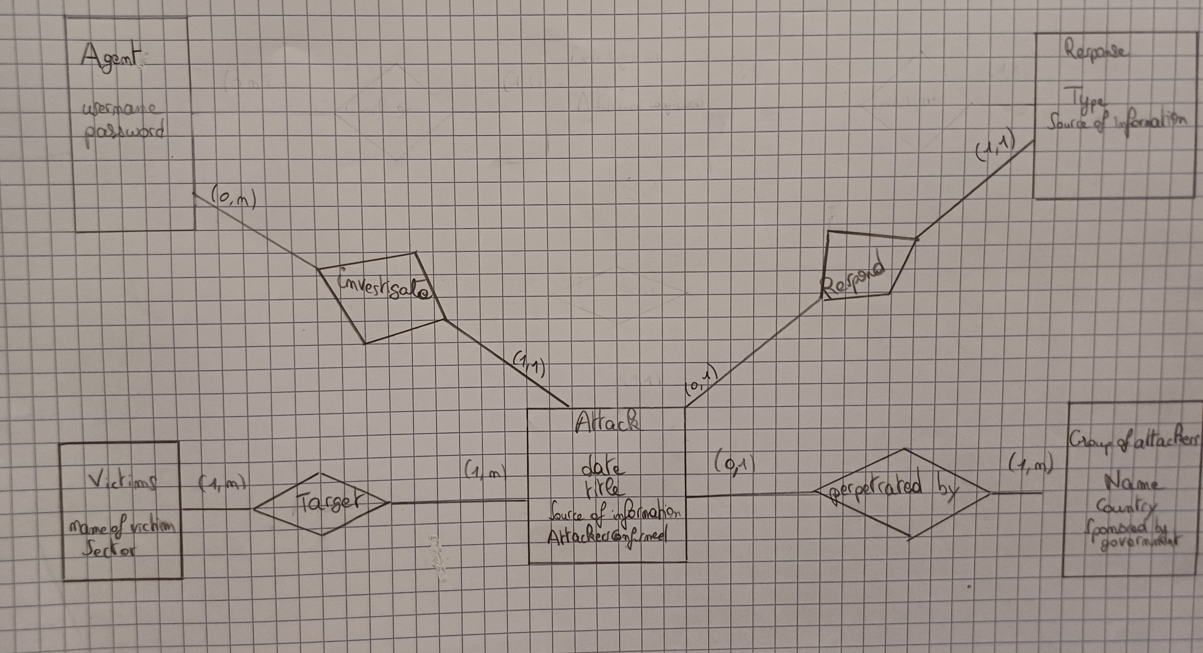 Agent
username
password
(0,m)
Investigate
(1,1)
Response
Type
Source of information
(1,1)
Respond
(0,1)
Attack
date
title
Source of information
Attackersconfirmed
Victims
name of victim
Sector
(1,m)
Target
(1,m)
(0,1)
perpetrated by
(1,m)
Group of attackers
Name
Country
Sponsored by
government